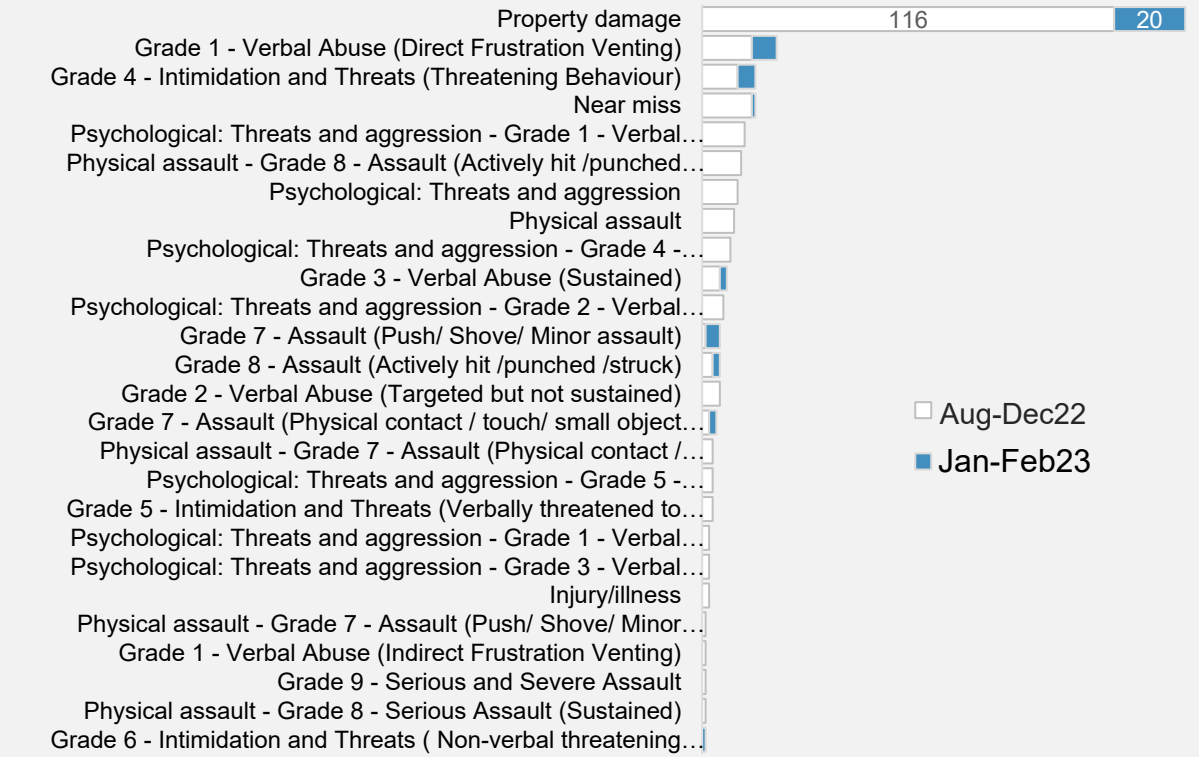 Property damage 116 20
Grade 1 - Verbal Abuse (Direct Frustration Venting)
Grade 4 - Intimidation and Threats (Threatening Behaviour)
Near miss
Psychological: Threats and aggression - Grade 1 - Verbal…
Physical assault - Grade 8 - Assault (Actively hit /punched…
Psychological: Threats and aggression
Physical assault
Psychological: Threats and aggression - Grade 4 -…
Grade 3 - Verbal Abuse (Sustained)
Psychological: Threats and aggression - Grade 2 - Verbal…
Grade 7 - Assault (Push/ Shove/ Minor assault)
Grade 8 - Assault (Actively hit /punched /struck)
Grade 2 - Verbal Abuse (Targeted but not sustained)
Grade 7 - Assault (Physical contact / touch/ small object…
Physical assault - Grade 7 - Assault (Physical contact /…
Psychological: Threats and aggression - Grade 5 -…
Grade 5 - Intimidation and Threats (Verbally threatened to…
Psychological: Threats and aggression - Grade 1 - Verbal…
Psychological: Threats and aggression - Grade 3 - Verbal…
Injury/illness
Physical assault - Grade 7 - Assault (Push/ Shove/ Minor…
Grade 1 - Verbal Abuse (Indirect Frustration Venting)
Grade 9 - Serious and Severe Assault
Physical assault - Grade 8 - Serious Assault (Sustained)
Grade 6 - Intimidation and Threats ( Non-verbal threatening…
Aug-Dec22
Jan-Feb23